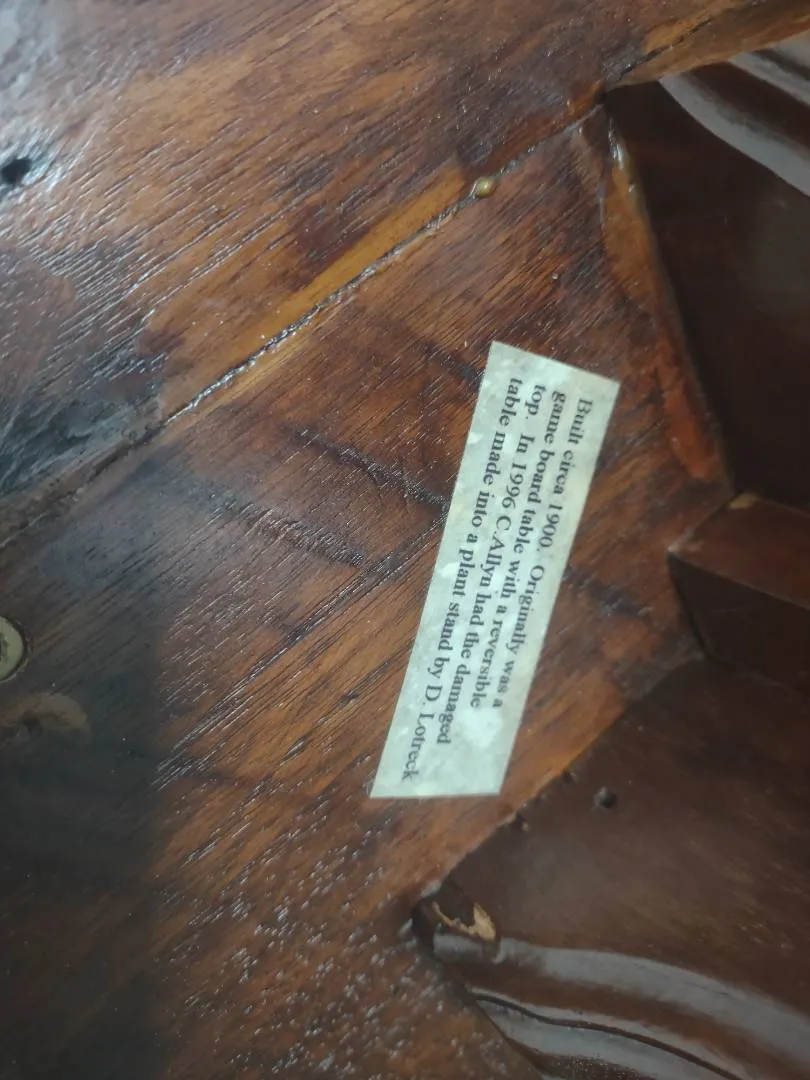 Built circa 1900. Originally was a
game board table with a reversible
top. In 1996 C.Allyn had the damaged
table made into a plant stand by D. Lotreck